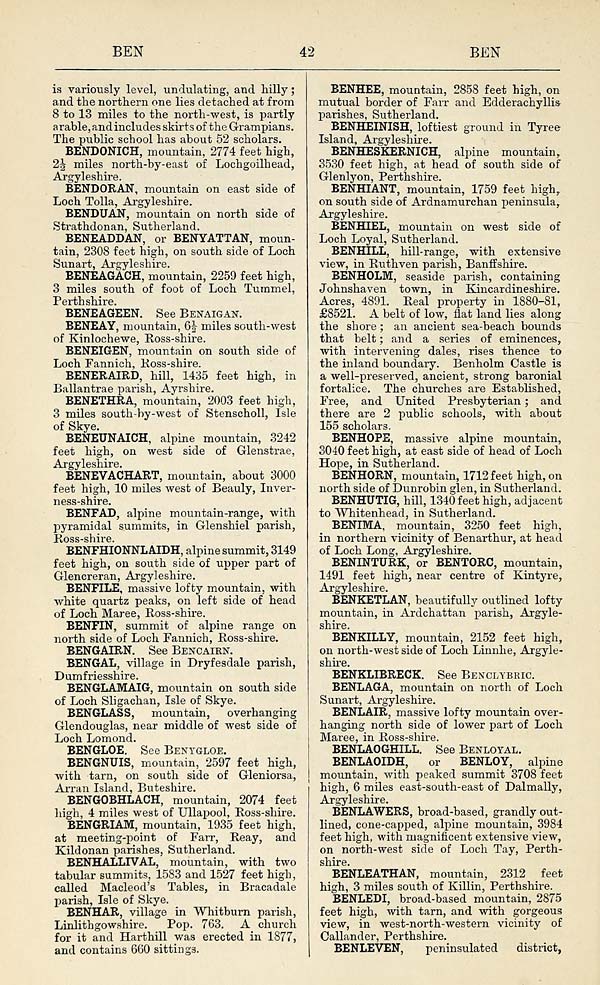 BEN 42 BEN
is variously level, undulating, and hilly;
and the northern one lies detached at from
8 to 13 miles to the north-west, is partly
arable, and includes skirts of the Grampians.
The public school has about 52 scholars.
BENDONICH, mountain, 2774 feet high,
2½ miles north-by-east of Lochgoilhead,
Argyleshire.
BENDORAN, mountain on east side of
Loch Tolla, Argyleshire.
BENDUAN, mountain on north side of
Strathdonan, Sutherland.
BENEADDAN, or BENYATTAN, moun-
tain, 2308 feet high, on south side of Loch
Sunart, Argyleshire.
BENEAGACH, mountain, 2259 feet high,
3 miles south of foot of Loch Tummel,
Perthshire.
BENEAGEEN. See BENAIGAN.
BENEAY, mountain, 6½ miles south-west
of Kinlochewe, Ross-shire.
BENEIGEN, mountain on south side of
Loch Fannich, Ross-shire.
BENERAIRD, hill, 1435 feet high, in
Ballantrae parish, Ayrshire.
BENETHRA, mountain, 2003 feet high,
3 miles south-by-west of Stenscholl, Isle
of Skye.
BENEUNAICH, alpine mountain, 3242
feet high, on west side of Glenstrae,
Argyleshire.
BENEVACHART, mountain, about 3000
feet high, 10 miles west of Beauly, Inver-
ness-shire.
BENFAD, alpine mountain-range, with
pyramidal summits, in Glenshiel parish,
Ross-shire.
BENFHIONNLAIDH, alpine summit, 3149
feet high, on south side of upper part of
Glencreran, Argyleshire.
BENFILE, massive lofty mountain, with
white quartz peaks, on left side of head
of Loch Maree, Ross-shire.
BENFIN, summit of alpine range on
north side of Loch Fannich, Ross-shire.
BENGAIRN. See BENCAIRN.
BENGAL, village in Dryfesdale parish,
Dumfriesshire.
BENGLAMAIG, mountain on south side
of Loch Sligachan, Isle of Skye.
BENGLASS, mountain, overhanging
Glendouglas, near middle of west side of
Loch Lomond.
BENGLOE. See BENYGLOE.
BENGNUIS, mountain, 2597 feet high,
with tarn, on south side of Gleniorsa,
Arran Island, Buteshire.
BENGOBHLACH, mountain, 2074 feet
high, 4 miles west of Ullapool, Ross-shire.
BENGRIAM, mountain, 1935 feet high,
at meeting-point of Farr, Reay, and
Kildonan parishes, Sutherland.
BENHALLIVAL, mountain, with two
tabular summits, 1583 and 1527 feet high,
called Macleod's Tables, in Bracadale
parish, Isle of Skye.
BENHAR, village in Whitburn parish,
Linlithgowshire. Pop. 763. A church
for it and Harthill was erected in 1877,
and contains 660 sittings.
BENHEE, mountain, 2858 feet high, on
mutual border of Farr and Edderachyllis
parishes, Sutherland.
BENHEINISH, loftiest ground in Tyree
Island, Argyleshire.
BENHESKERNICH, alpine mountain,
3530 feet high, at head of south side of
Glenlyon, Perthshire.
BENHIANT, mountain, 1759 feet high,
on south side of Ardnamurchan peninsula,
Argyleshire.
BENHIEL, mountain on west side of
Loch Loyal, Sutherland.
BENHILL, hill-range, with extensive
view, in Ruthven parish, Banffshire.
BENHOLM, seaside parish, containing
Johnshaven town, in Kincardineshire.
Acres, 4891. Real property in 1880-81,
£8521. A belt of low, flat land lies along
the shore; an ancient sea-beach bounds
that belt; and a series of eminences,
with intervening dales, rises thence to
the inland boundary. Benholm Castle is
a well-preserved, ancient, strong baronial
fortalice. The churches are Established,
Free, and United Presbyterian; and
there are 2 public schools, with about
155 scholars.
BENHOPE, massive alpine mountain,
3040 feet high, at east side of head of Loch
Hope, in Sutherland.
BENHORN, mountain, 1712 feet high, on
north side of Dunrobin glen, in Sutherland.
BENHUTIG, hill, 1340 feet high, adjacent
to Whitenhead, in Sutherland.
BENIMA, mountain, 3250 feet high,
in northern vicinity of Benarthur, at head
of Loch Long, Argyleshire.
BENINTURK, or BENTORC, mountain,
1491 feet high, near centre of Kintyre,
Argyleshire.
BENKETLAN, beautifully outlined lofty
mountain, in Ardchattan parish, Argyle-
shire.
BENKILLY, mountain, 2152 feet high,
on north-west side of Loch Linnhe, Argyle-
shire.
BENKLIBRECK. See BENCLYBRIC.
BENLAGA, mountain on north of Loch
Sunart, Argyleshire.
BENLAIR, massive lofty mountain over-
hanging north side of lower part of Loch
Maree, in Ross-shire.
BENLAOGHILL. See BENLOYAL.
BENLAOIDH, or BENLOY, alpine
mountain, with peaked summit 3708 feet
high, 6 miles east-south-east of Dalmally,
Argyleshire.
BENLAWERS, broad-based, grandly out-
lined, cone-capped, alpine mountain, 3984
feet high, with magnificent extensive view,
on north-west side of Loch Tay, Perth-
shire.
BENLEATHAN, mountain, 2312 feet
high, 3 miles south of Killin, Perthshire.
BENLEDI, broad-based mountain, 2875
feet high, with tarn, and with gorgeous
view, in west-north-western vicinity of
Callander, Perthshire.
BENLEVEN, peninsulated district,